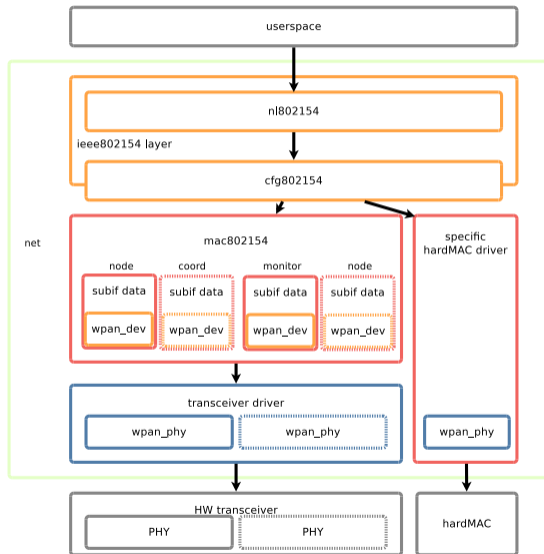 userspace
nl802154
ieee802154 layer
cfg802154
net
mac802154
specific
hardMAC driver
node coord monitor node
subif data subif data subif data subif data
wpan_dev wpan_dev wpan_dev wpan_dev
transceiver driver
wpan_phy wpan_phy wpan_phy
HW transceiver
PHY PHY
hardMAC